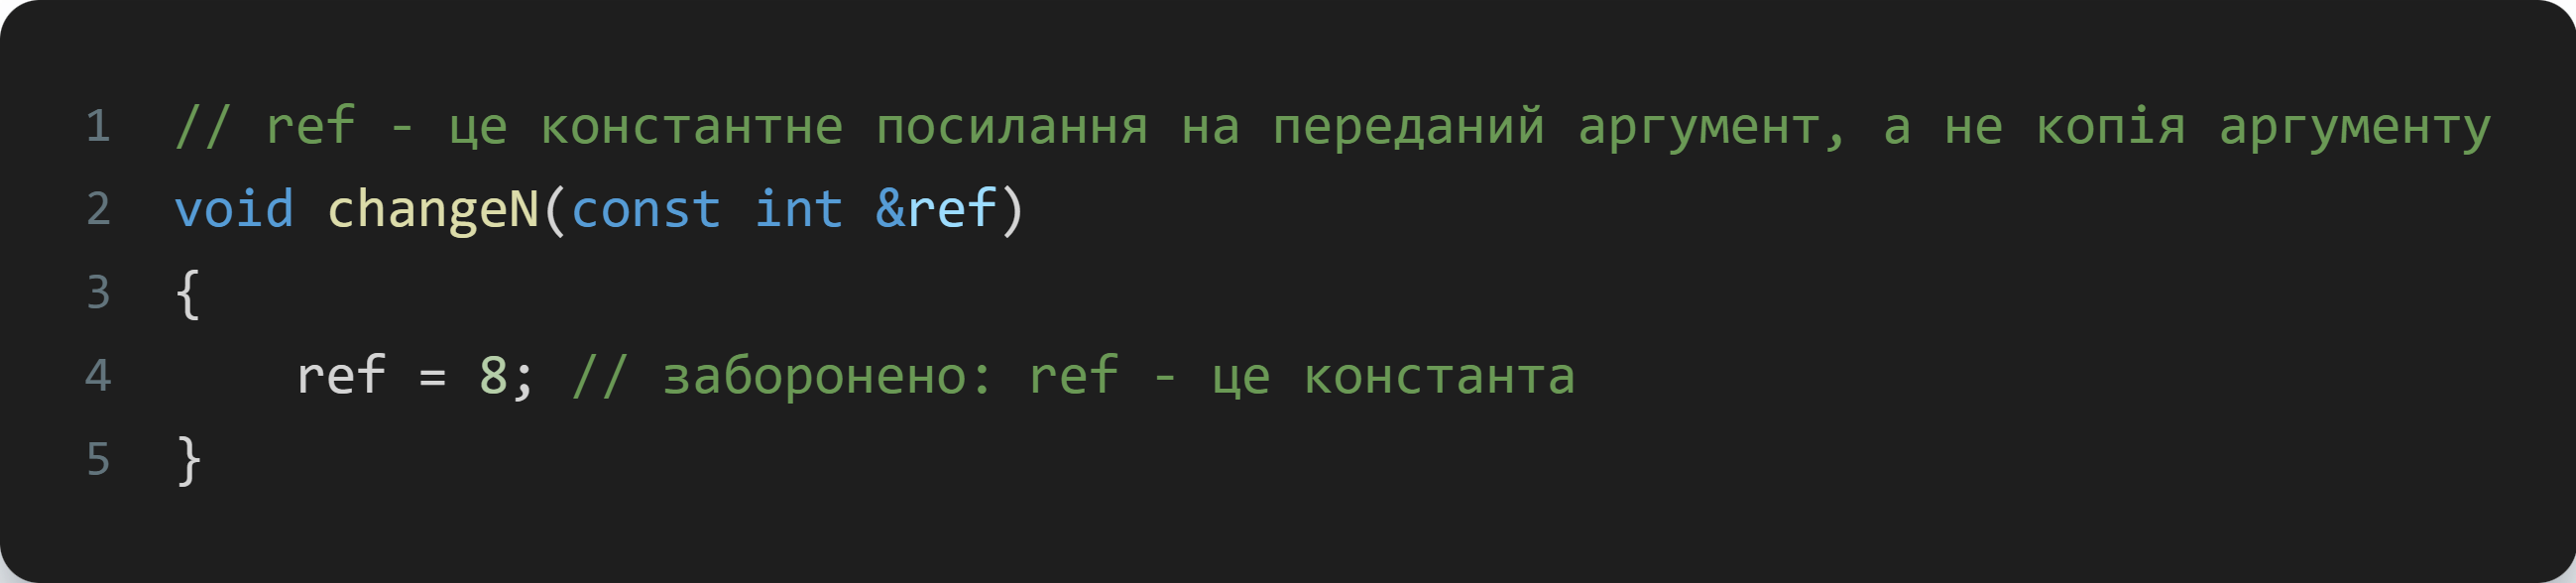 1 // ref - це константне посилання на переданий аргумент, а не копія аргументу
2 void changeN(const int &ref)
3 {
4     ref = 8; // заборонено: ref - це константа
5 }